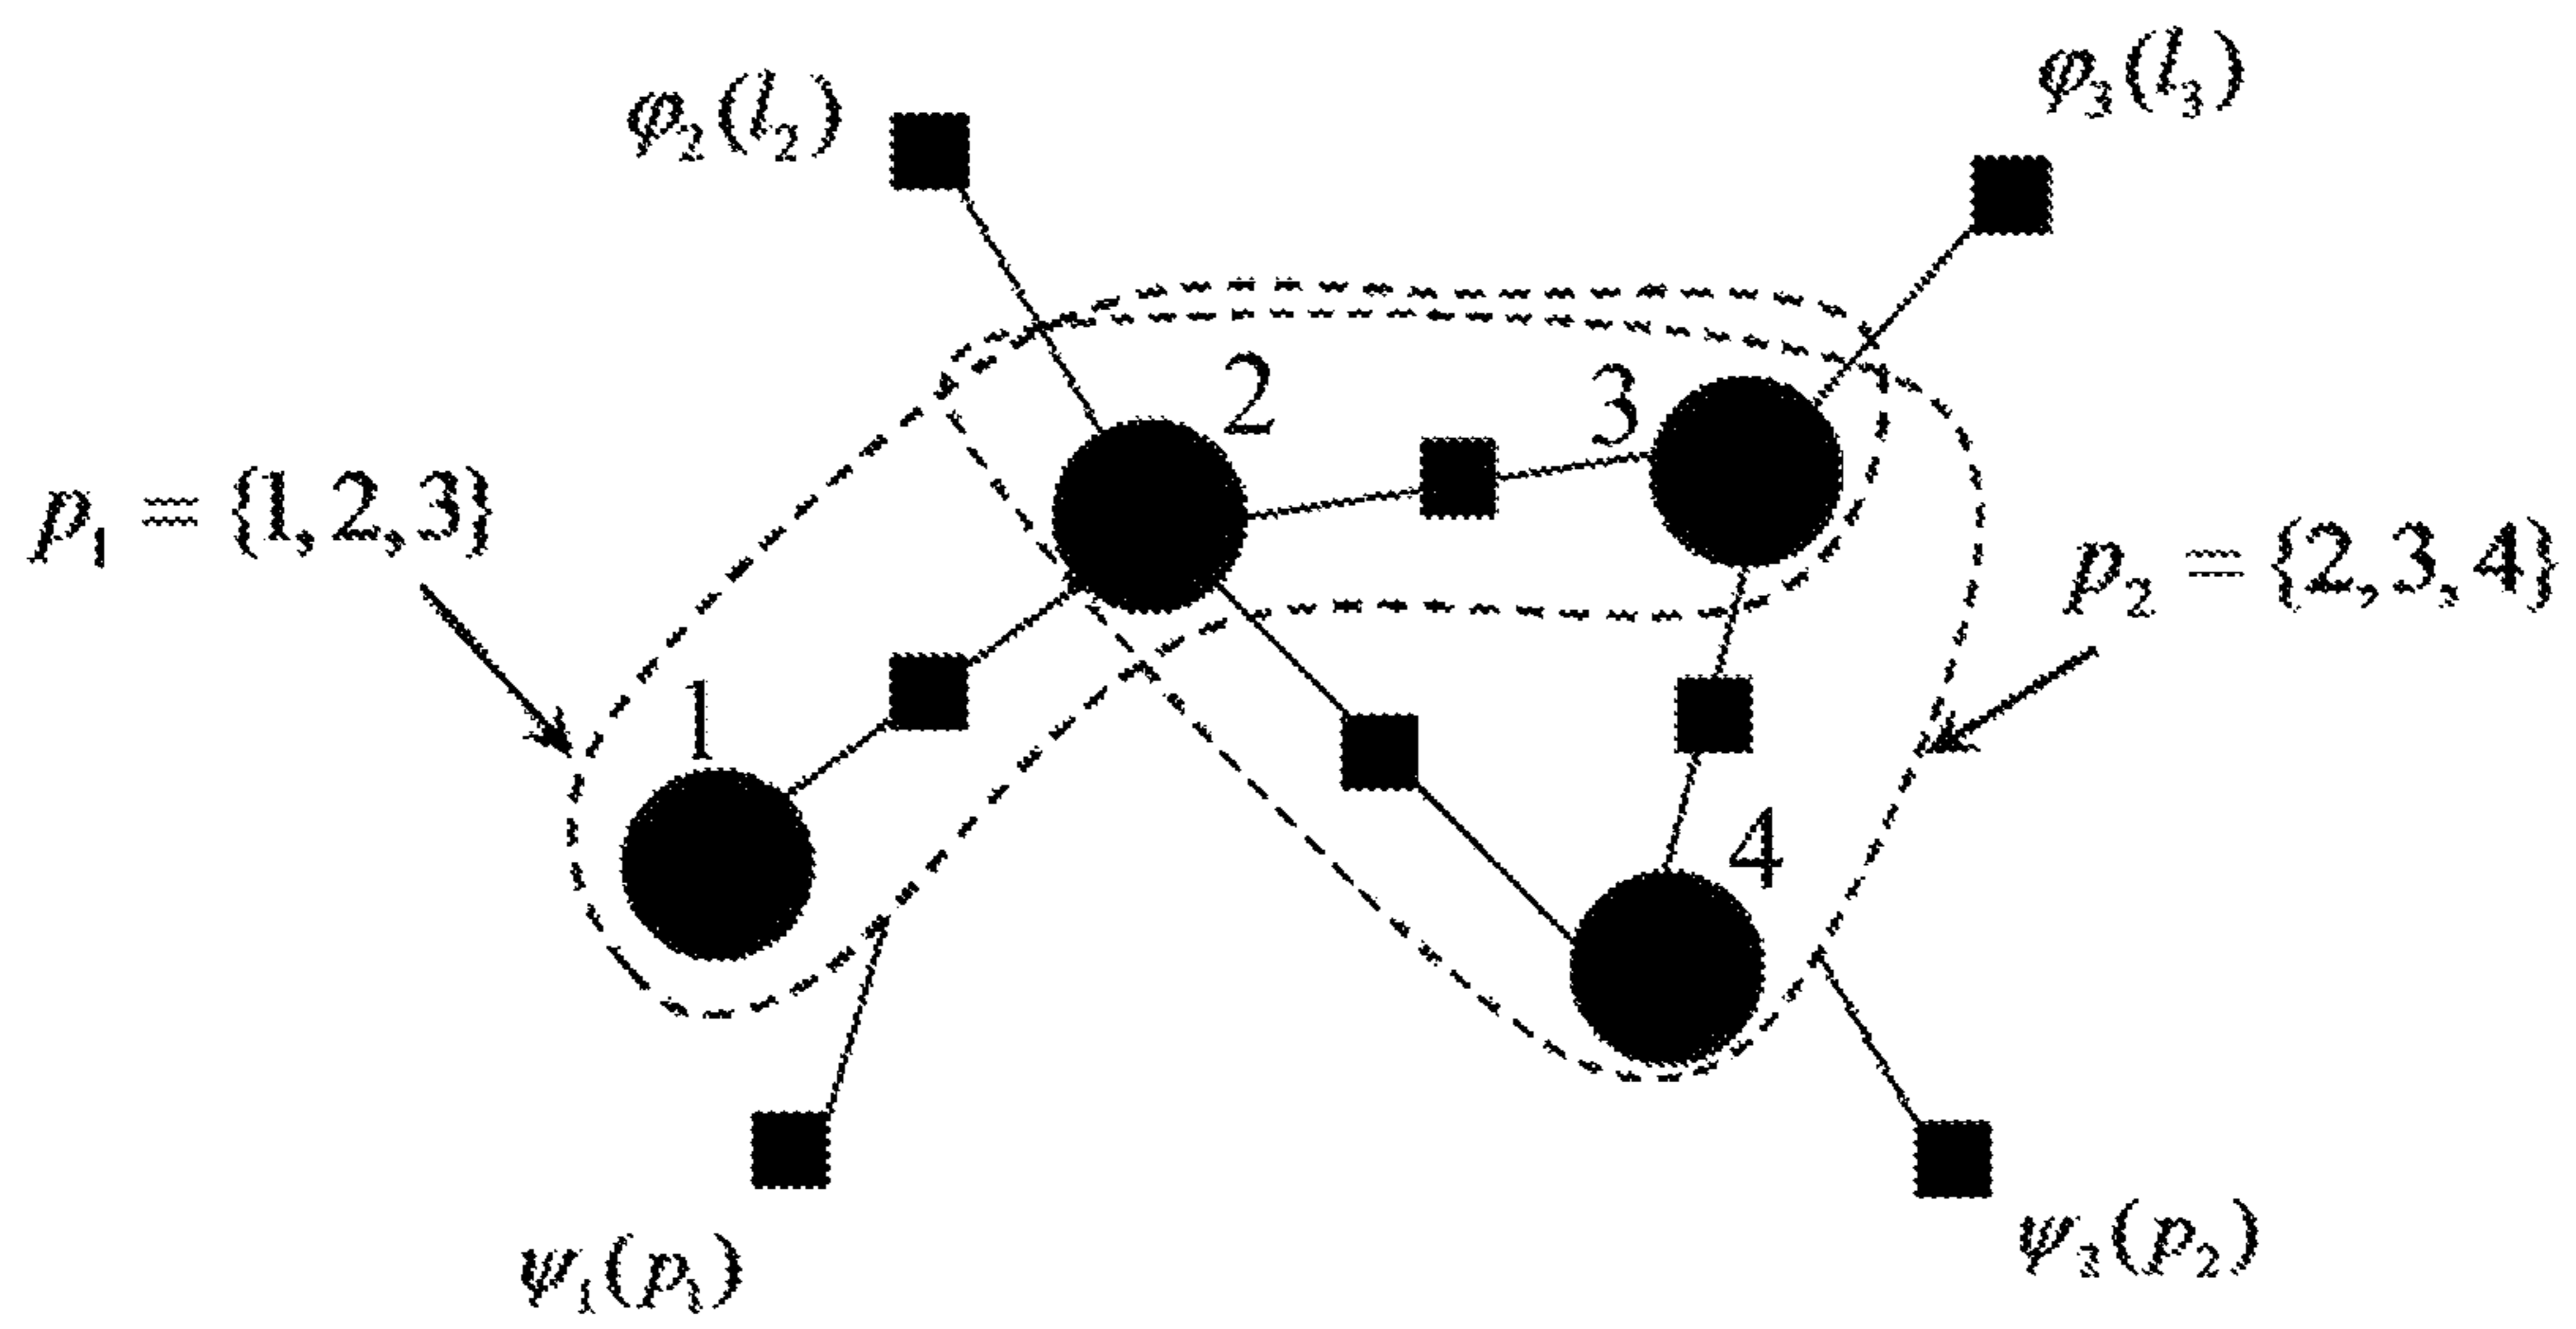 φ₂(l₂)
φ₃(l₃)
2
3
p₁ = {1, 2, 3}
p₂ = {2, 3, 4}
1
4
ψ₁(p₁)
ψ₃(p₂)